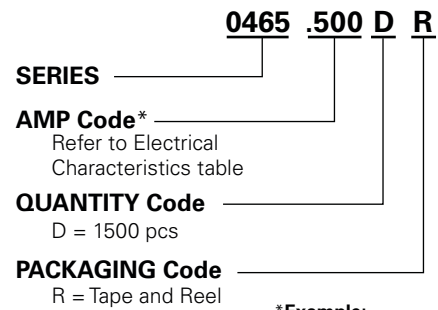 0465 .500 D R
SERIES
AMP Code*
Refer to Electrical
Characteristics table
QUANTITY Code
D = 1500 pcs
PACKAGING Code
R = Tape and Reel
*Example: